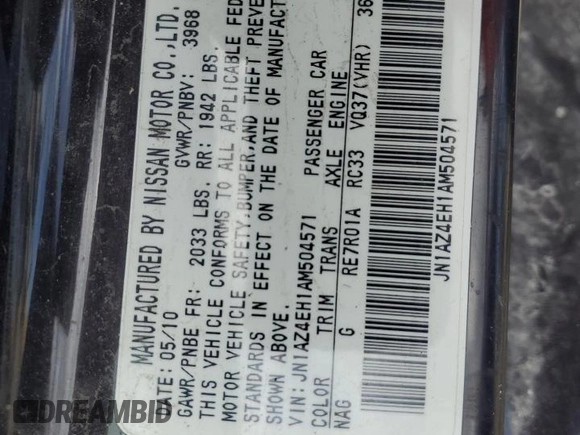 MANUFACTURED BY NISSAN MOTOR CO.,LTD.
DATE: 05/10 GVWR/PNBV: 3968
GAWR/PNBE FR: 2033 LBS. RR: 1942 LBS.
THIS VEHICLE CONFORMS TO ALL APPLICABLE FED
MOTOR VEHICLE SAFETY,BUMPER,AND THEFT PREVE
STANDARDS IN EFFECT ON THE DATE OF MANUFACT
SHOWN ABOVE.
VIN: JN1AZ4EH1AM504571 PASSENGER CAR
COLOR TRIM TRANS AXLE ENGINE
NAG G RE7R01A RC33 VQ37(VHR) 36
JN1AZ4EH1AM504571
DREAMBID